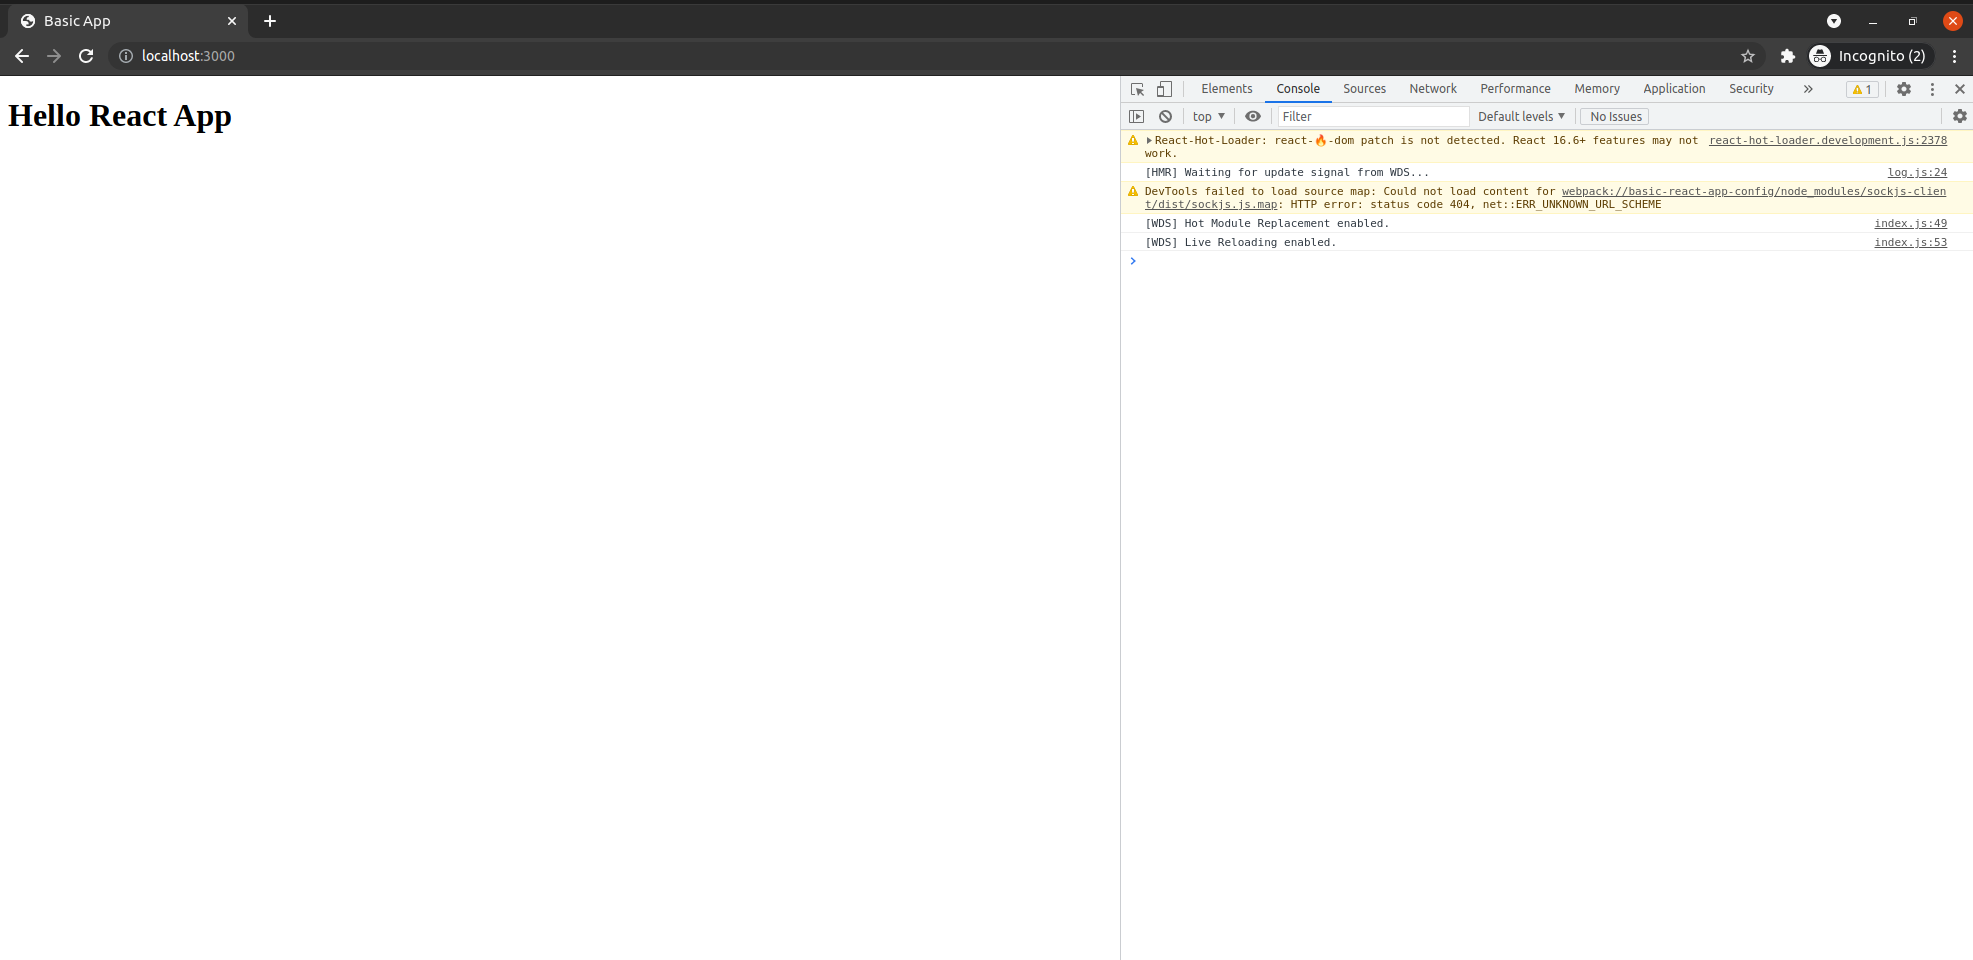 Basic App
localhost:3000
Incognito (2)
Hello React App
Elements Console Sources Network Performance Memory Application Security » 1
top Filter Default levels No Issues
React-Hot-Loader: react-🔥-dom patch is not detected. React 16.6+ features may not react-hot-loader.development.js:2378
work.
[HMR] Waiting for update signal from WDS... log.js:24
DevTools failed to load source map: Could not load content for webpack://basic-react-app-config/node_modules/sockjs-clien
t/dist/sockjs.js.map: HTTP error: status code 404, net::ERR_UNKNOWN_URL_SCHEME
[WDS] Hot Module Replacement enabled. index.js:49
[WDS] Live Reloading enabled. index.js:53